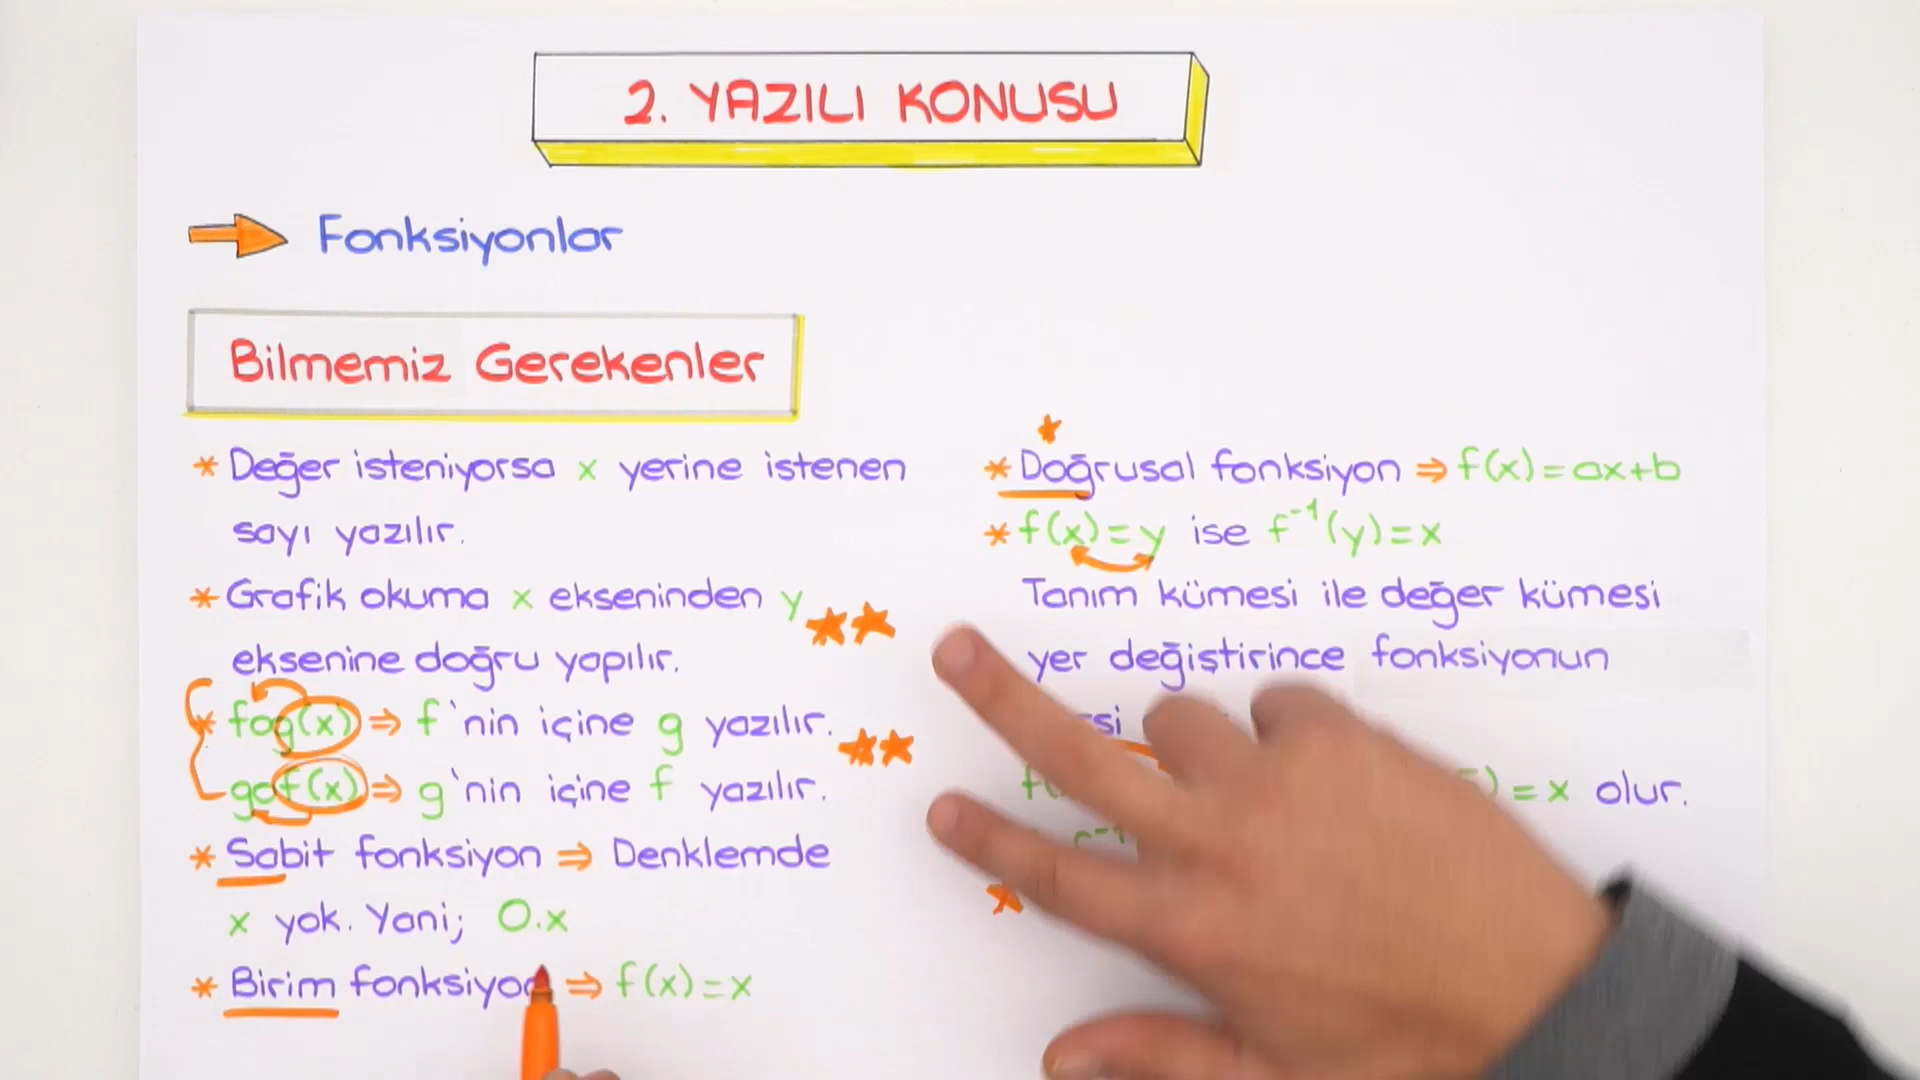 2. YAZILI KONUSU
Fonksiyonlar
Bilmemiz Gerekenler
* Değer isteniyorsa x yerine istenen
sayı yazılır.
* Grafik okuma x ekseninden y
eksenine doğru yapılır.
* fog(x) ⇒ f'nin içine g yazılır.
gof(x) ⇒ g'nin içine f yazılır.
* Sabit fonksiyon ⇒ Denklemde
x yok. Yani; 0.x
* Birim fonksiyon ⇒ f(x)=x
* Doğrusal fonksiyon ⇒ f(x)=ax+b
* f(x)=y ise f⁻¹(y)=x
Tanım kümesi ile değer kümesi
yer değiştirince fonksiyonun
) = x olur.